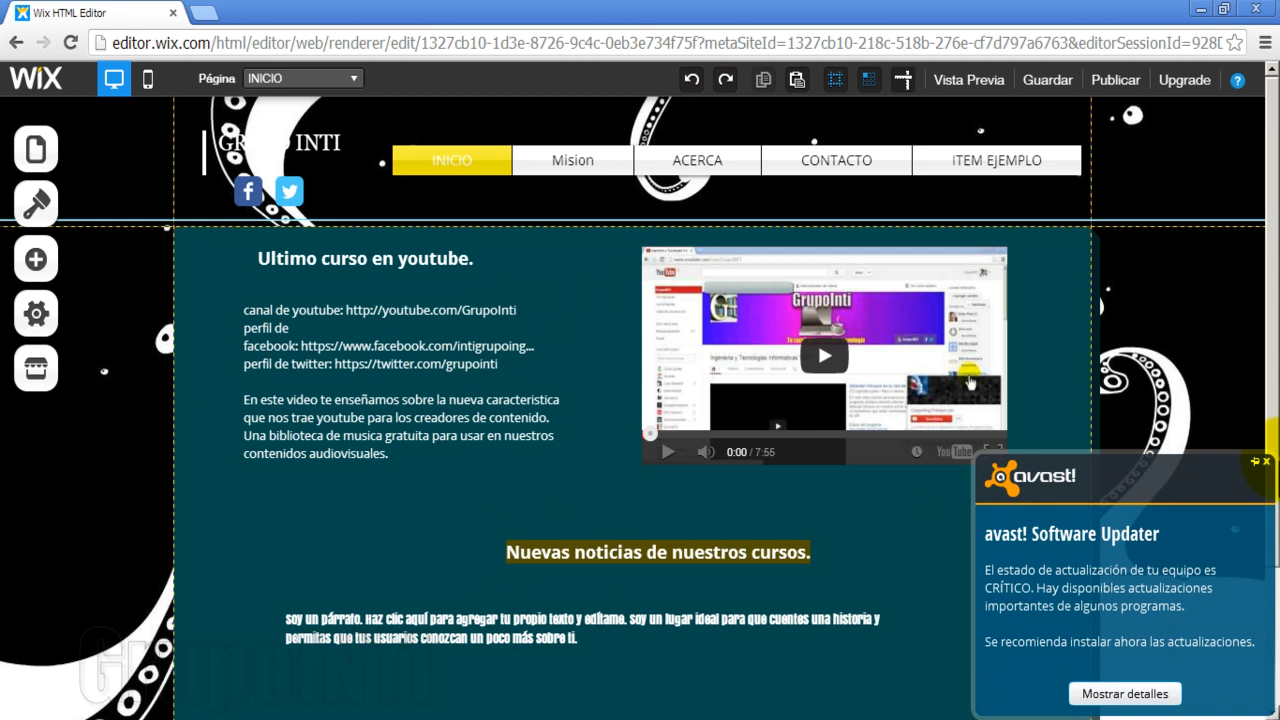 Wix HTML Editor
editor.wix.com/html/editor/web/renderer/edit/1327cb10-1d3e-8726-9c4c-0eb3e734f75f?metaSiteId=1327cb10-218c-518b-276e-cf7d797a6763&editorSessionId=928D
WiX Página INICIO Vista Previa Guardar Publicar Upgrade ?
GRUPO INTI
INICIO Mision ACERCA CONTACTO ITEM EJEMPLO
Ultimo curso en youtube.
canal de youtube: http://youtube.com/GrupoInti
perfil de
facebook: https://www.facebook.com/intigrupoing...
perfil de twitter: https://twitter.com/grupointi
En este video te enseñamos sobre la nueva caracteristica
que nos trae youtube para los creadores de contenido.
Una biblioteca de musica gratuita para usar en nuestros
contenidos audiovisuales.
YouTube
GrupoInti
0:00 / 7:55
YouTube
Nuevas noticias de nuestros cursos.
soy un párrafo. Haz clic aquí para agregar tu propio texto y edítame. soy un lugar ideal para que cuentes una historia y
permitas que tus usuarios conozcan un poco más sobre ti.
avast!
avast! Software Updater
El estado de actualización de tu equipo es
CRÍTICO. Hay disponibles actualizaciones
importantes de algunos programas.
Se recomienda instalar ahora las actualizaciones.
Mostrar detalles